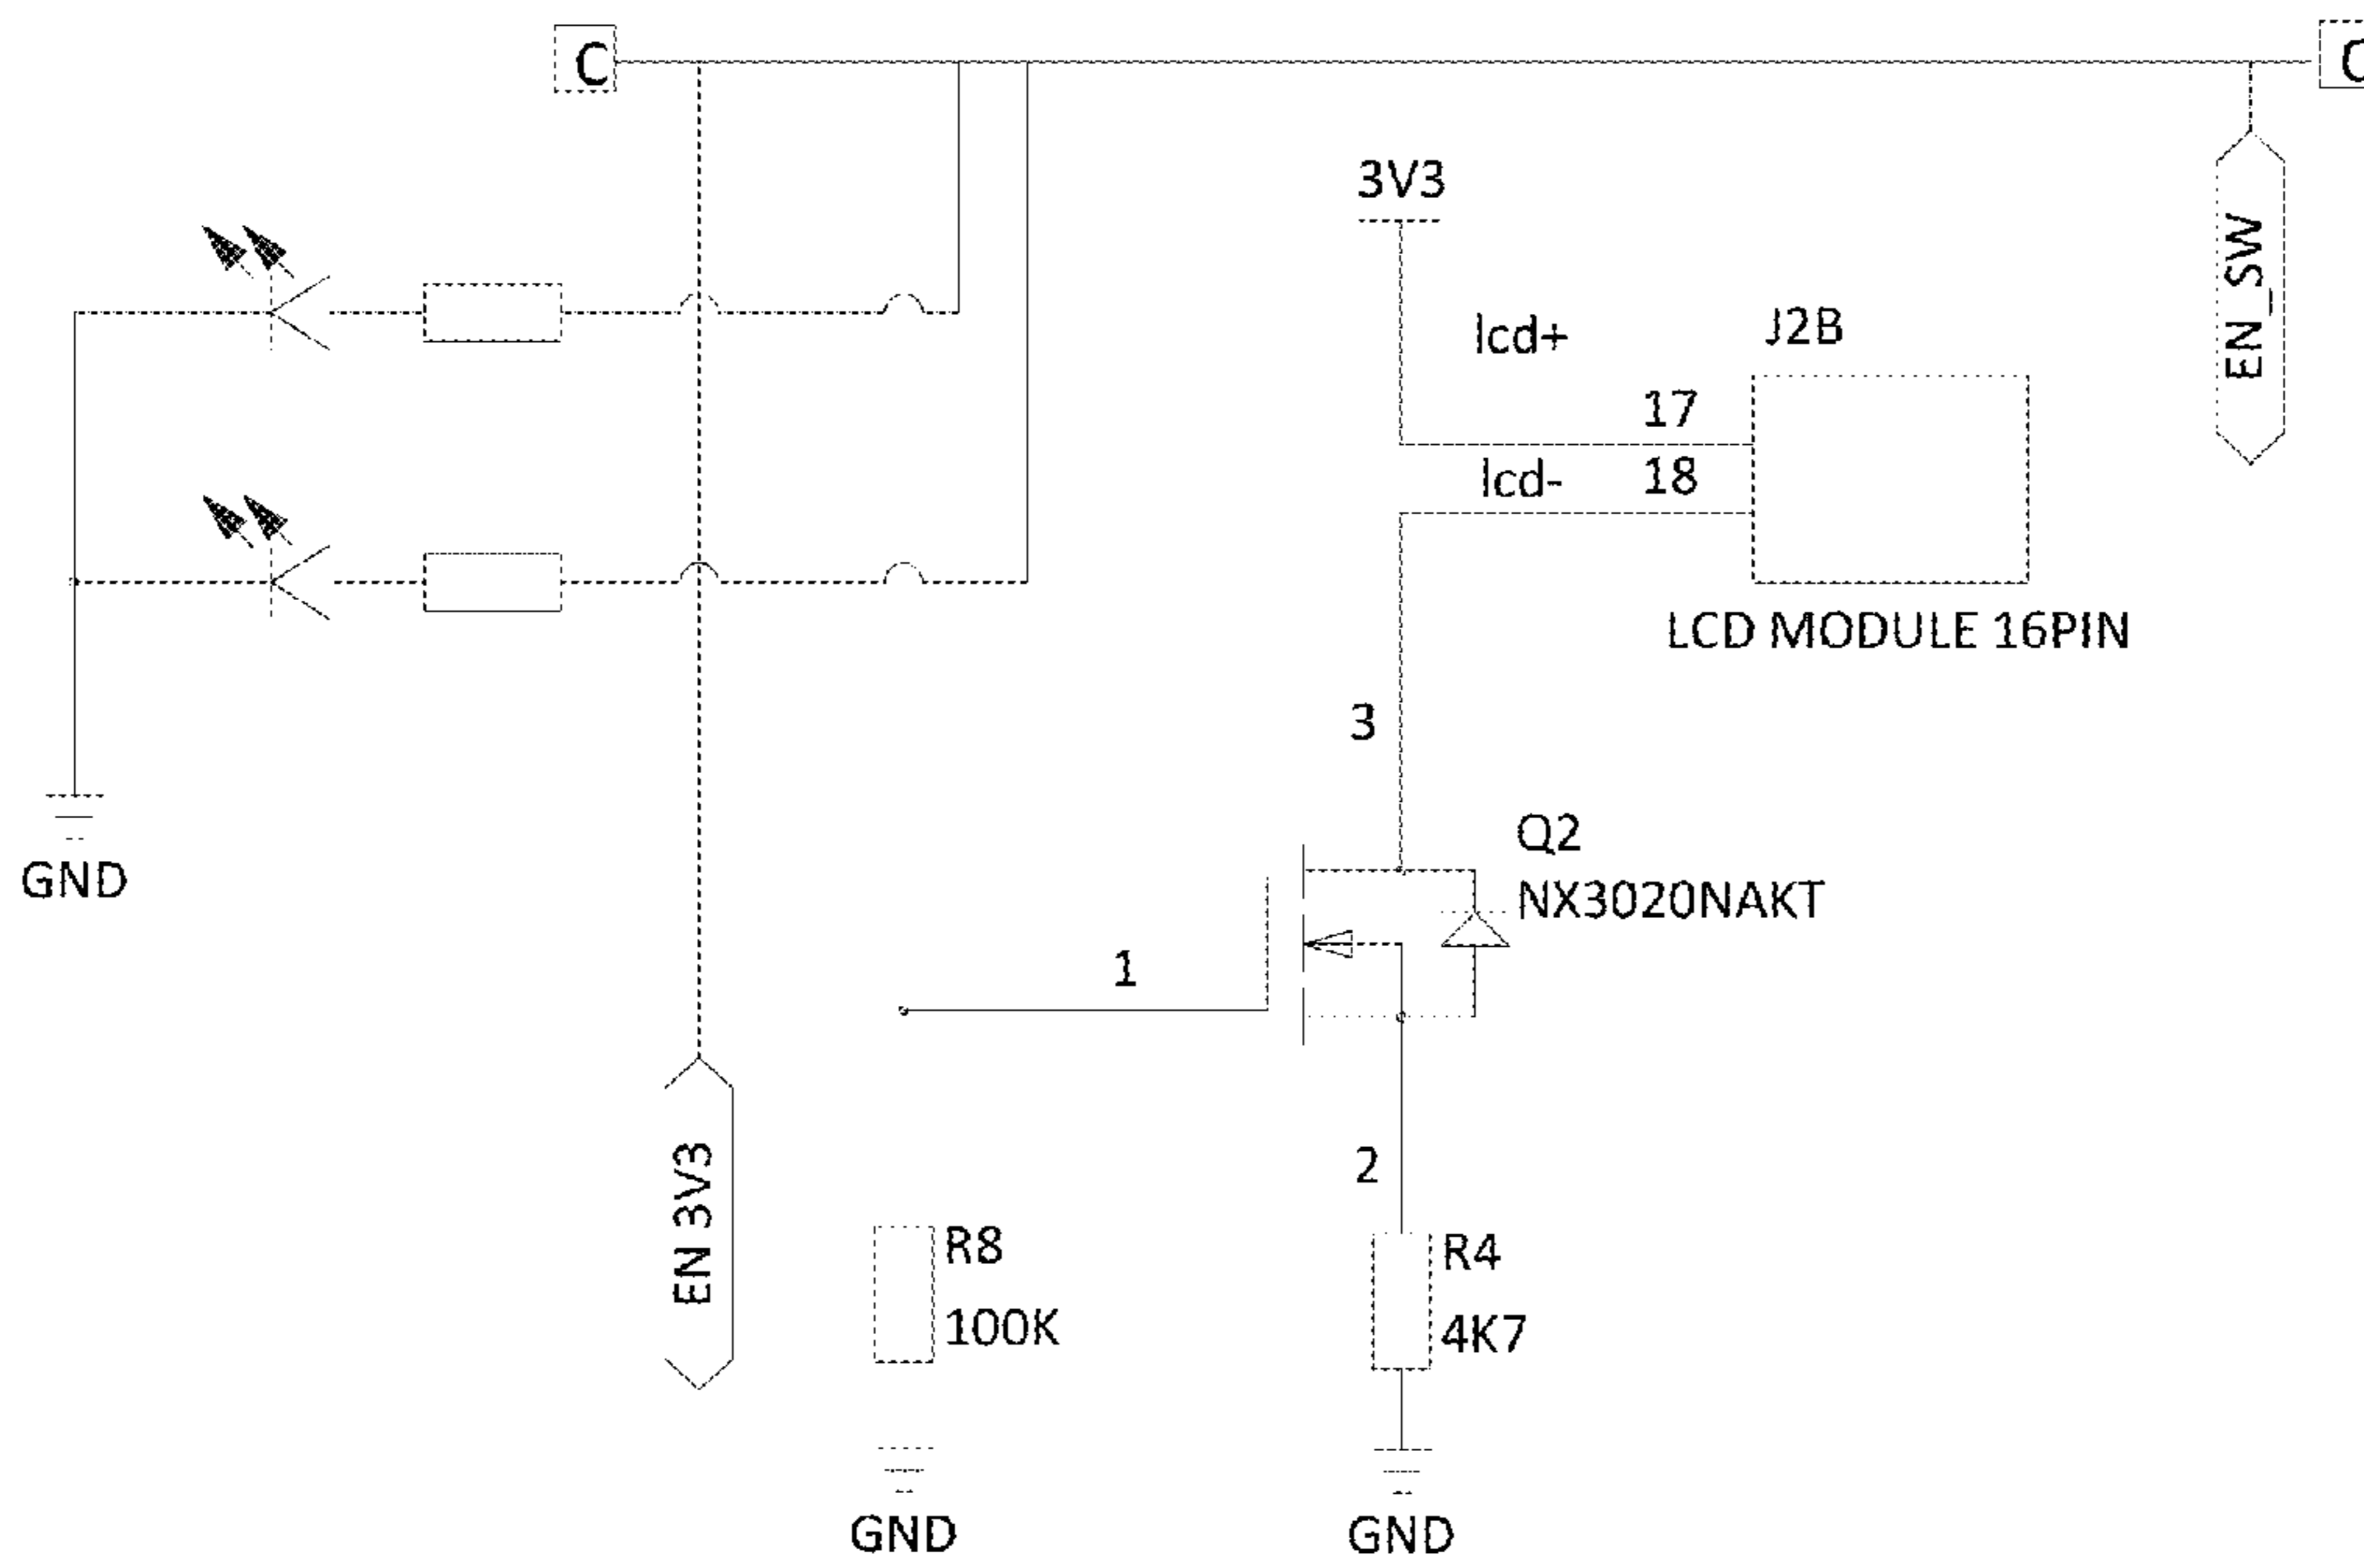 C
C
3V3
EN_SW
lcd+
J2B
17
lcd-
18
LCD MODULE 16PIN
3
Q2
GND
NX3020NAKT
1
2
EN 3V3
R8
R4
100K
4K7
GND
GND